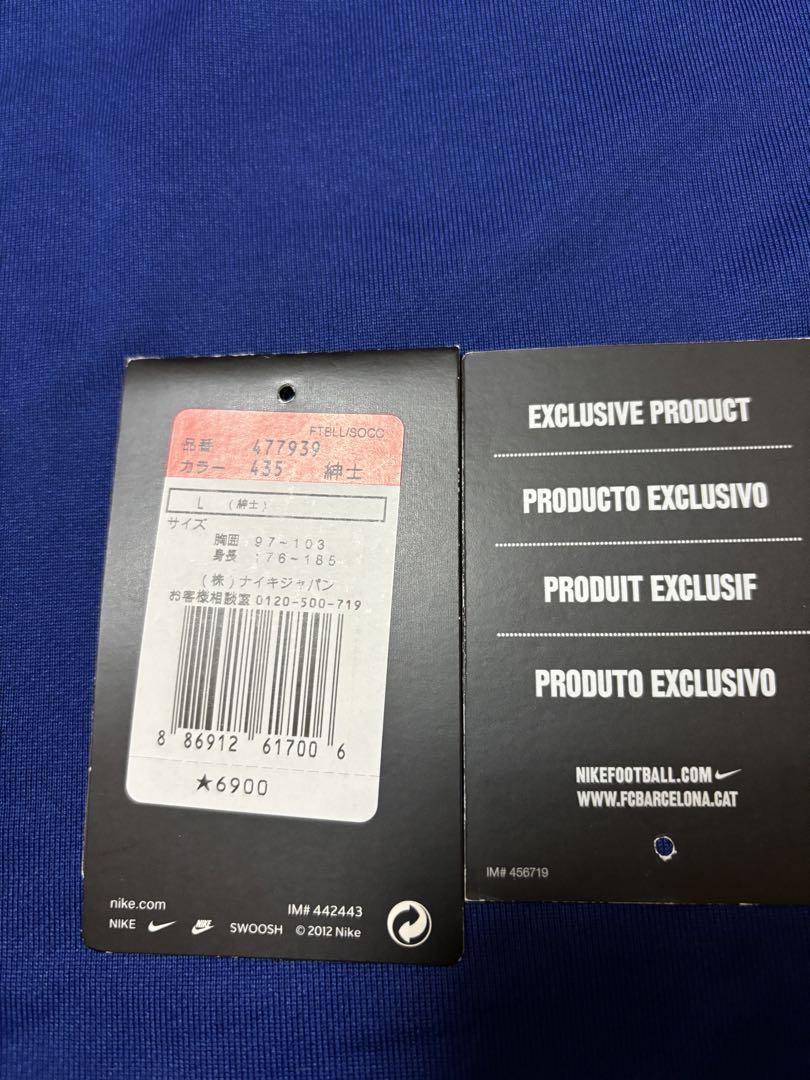 FTBLL/SOCC
品番 477939
カラー 435 紳士
L (紳士)
サイズ
胸囲 97~103
身長 :76~185
(株)ナイキジャパン
お客様相談室 0120-500-719
8 86912 61700 6
★6900
nike.com
IM# 442443
NIKE NIKE SWOOSH © 2012 Nike
EXCLUSIVE PRODUCT
PRODUCTO EXCLUSIVO
PRODUIT EXCLUSIF
PRODUTO EXCLUSIVO
NIKEFOOTBALL.COM
WWW.FCBARCELONA.CAT
IM# 456719